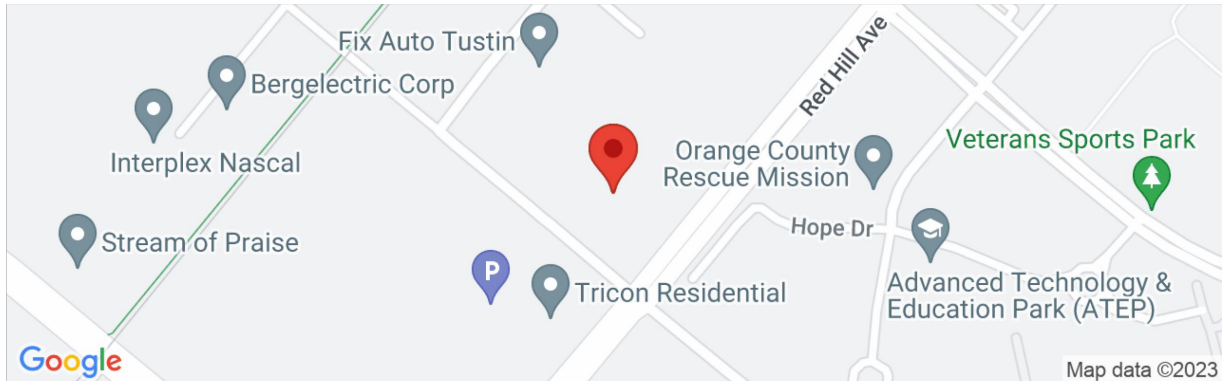 Fix Auto Tustin
Bergelectric Corp
Interplex Nascal
Stream of Praise
P
Tricon Residential
Red Hill Ave
Orange County
Rescue Mission
Veterans Sports Park
Hope Dr
Advanced Technology &
Education Park (ATEP)
Google
Map data ©2023